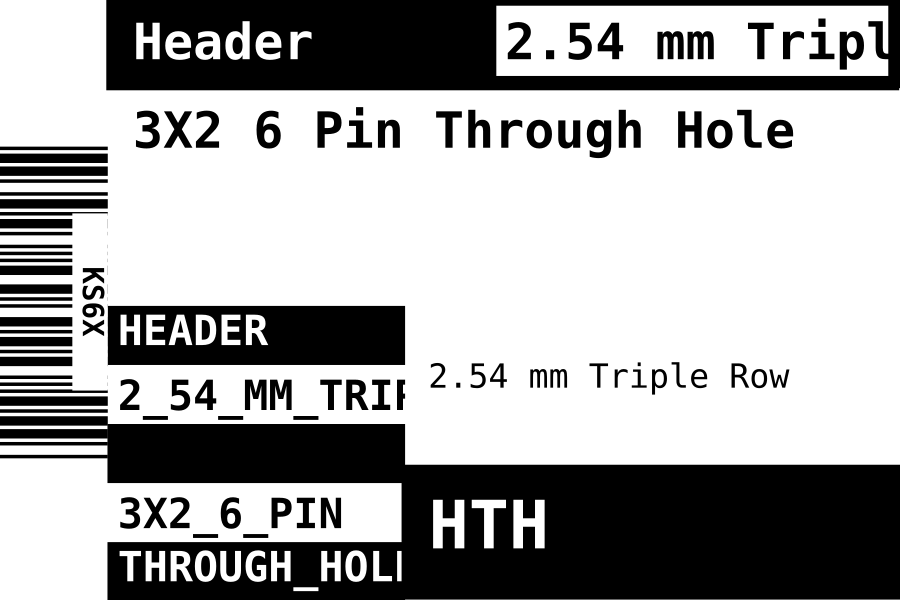 Header
2.54 mm Tripl
3X2 6 Pin Through Hole
KS6X
HEADER
2_54_MM_TRIP
2.54 mm Triple Row
3X2_6_PIN
THROUGH_HOLE
HTH